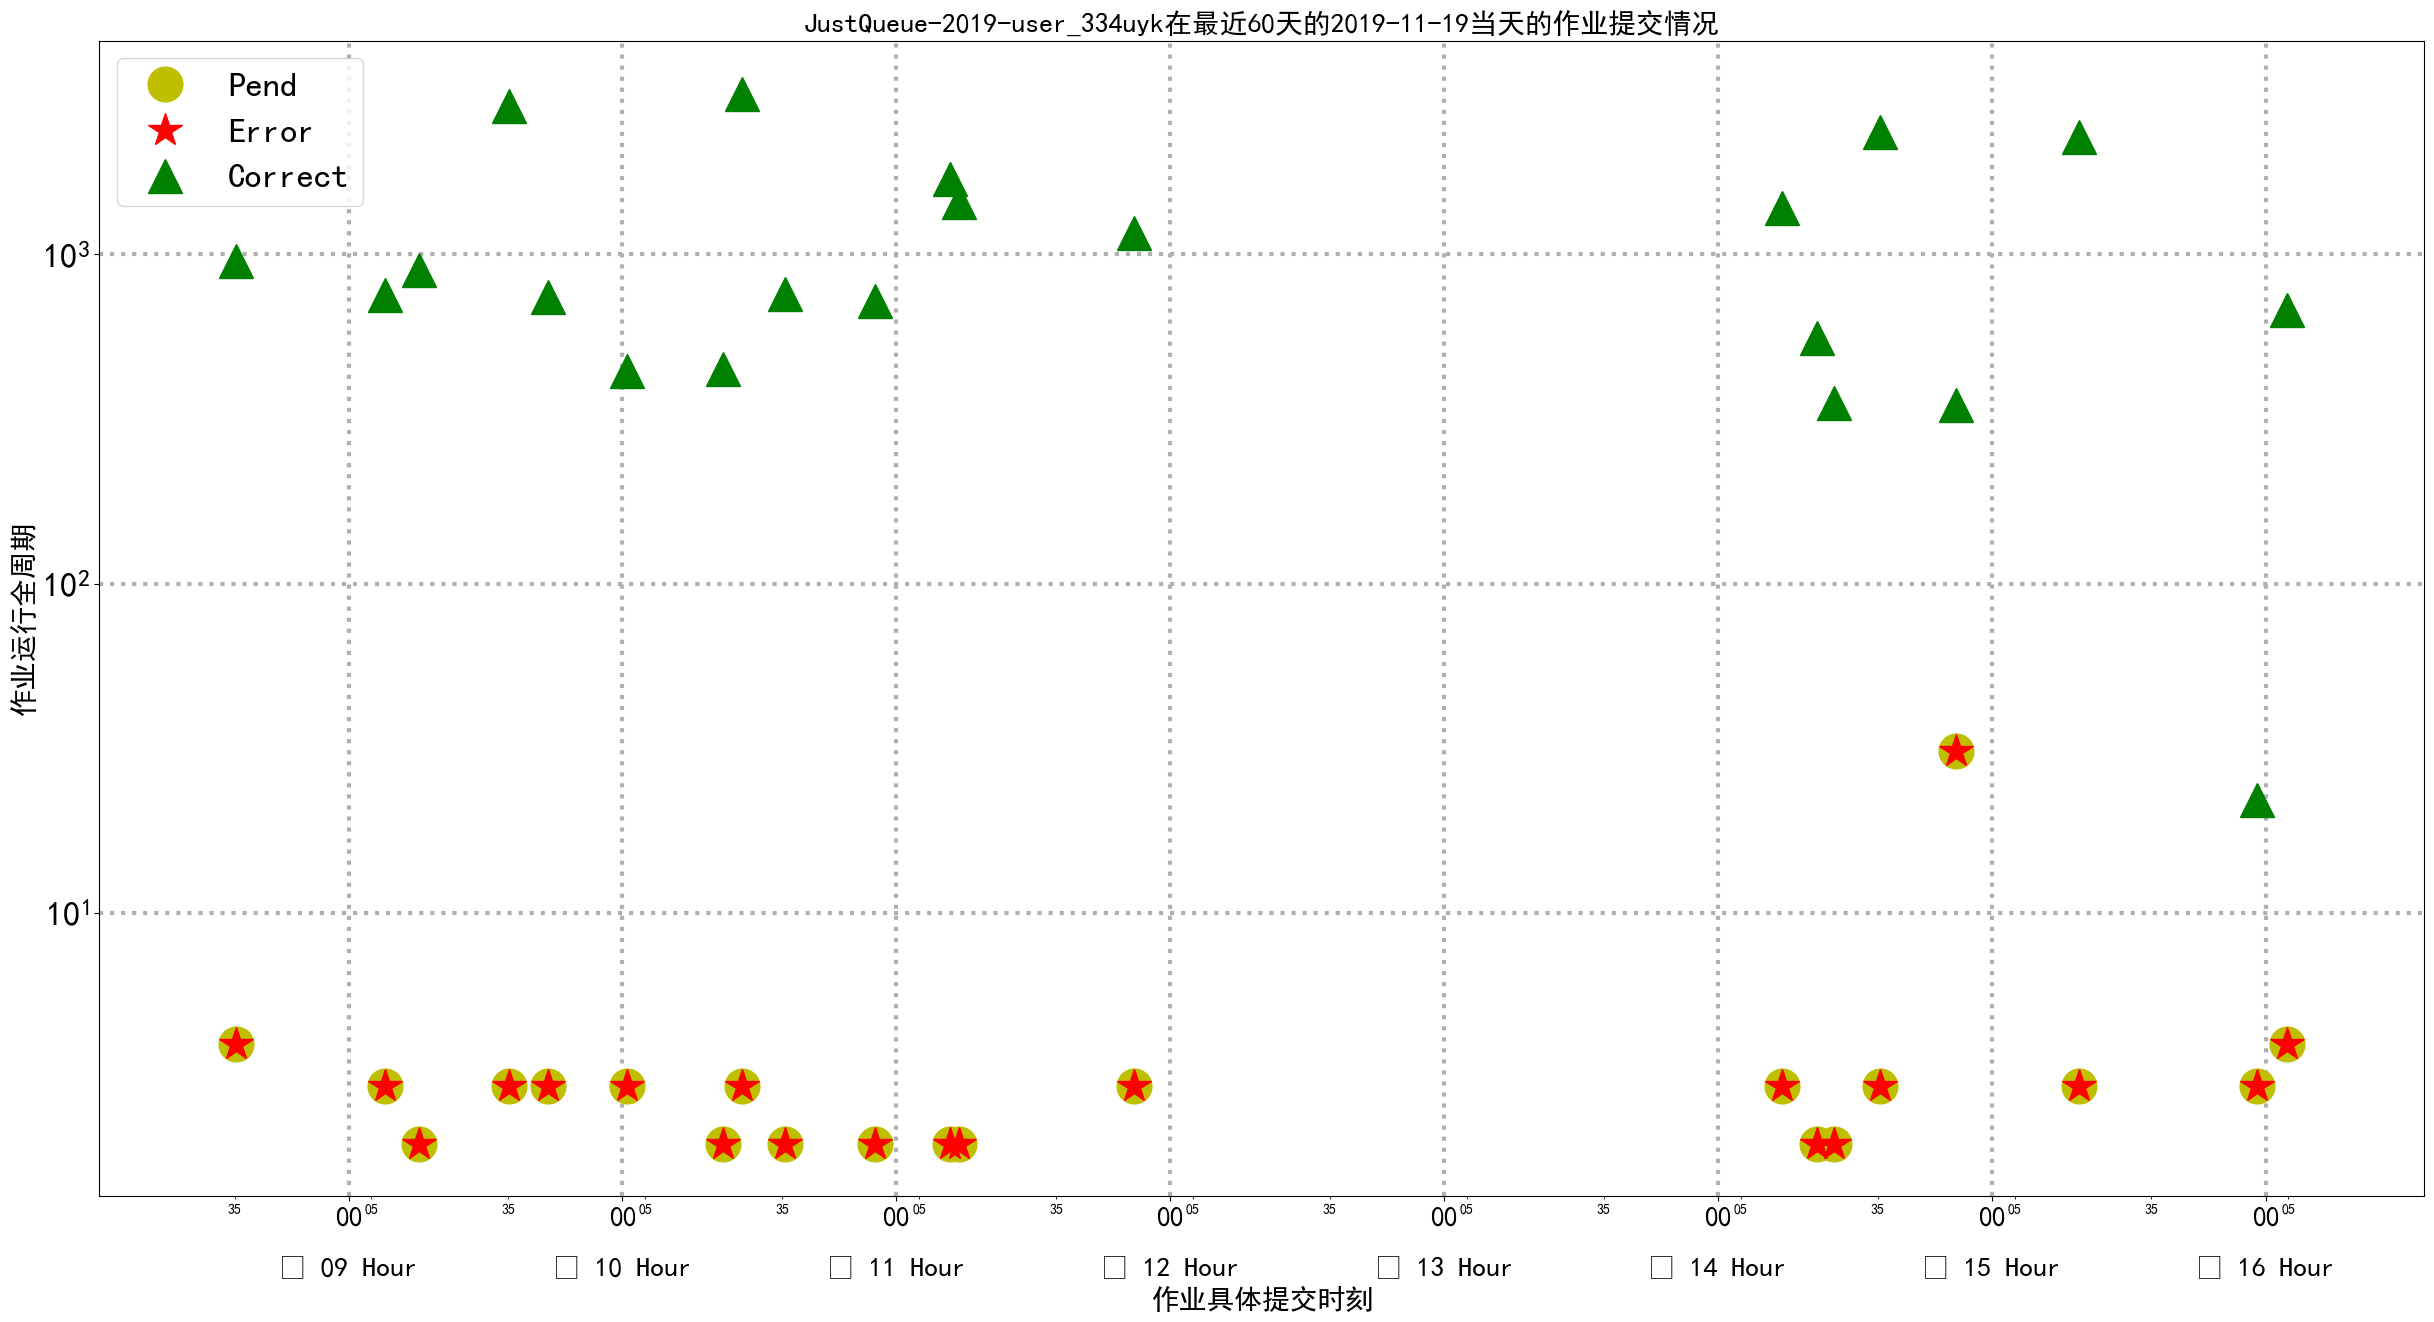 JustQueue-2019-user_334uyk在最近60天的2019-11-19当天的作业提交情况
Pend
Error
Correct
10³
10²
10¹
作业运行全周期
35 00 05 35 00 05 35 00 05 35 00 05 35 00 05 35 00 05 35 00 05 35 00 05
□ 09 Hour □ 10 Hour □ 11 Hour □ 12 Hour □ 13 Hour □ 14 Hour □ 15 Hour □ 16 Hour
作业具体提交时刻